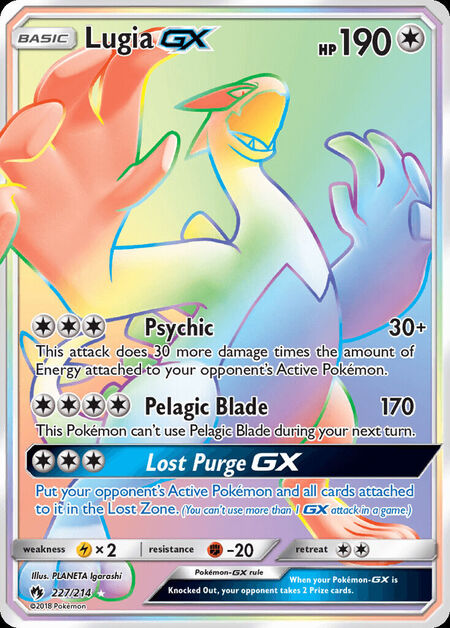 BASIC Lugia GX HP 190
Psychic 30+
This attack does 30 more damage times the amount of
Energy attached to your opponent's Active Pokémon.
Pelagic Blade 170
This Pokémon can't use Pelagic Blade during your next turn.
Lost Purge GX
Put your opponent's Active Pokémon and all cards attached
to it in the Lost Zone. (You can't use more than 1 GX attack in a game.)
weakness ×2 resistance -20 retreat
Illus. PLANETA Igarashi
227/214
©2018 Pokémon
Pokémon-GX rule
When your Pokémon-GX is
Knocked Out, your opponent takes 2 Prize cards.